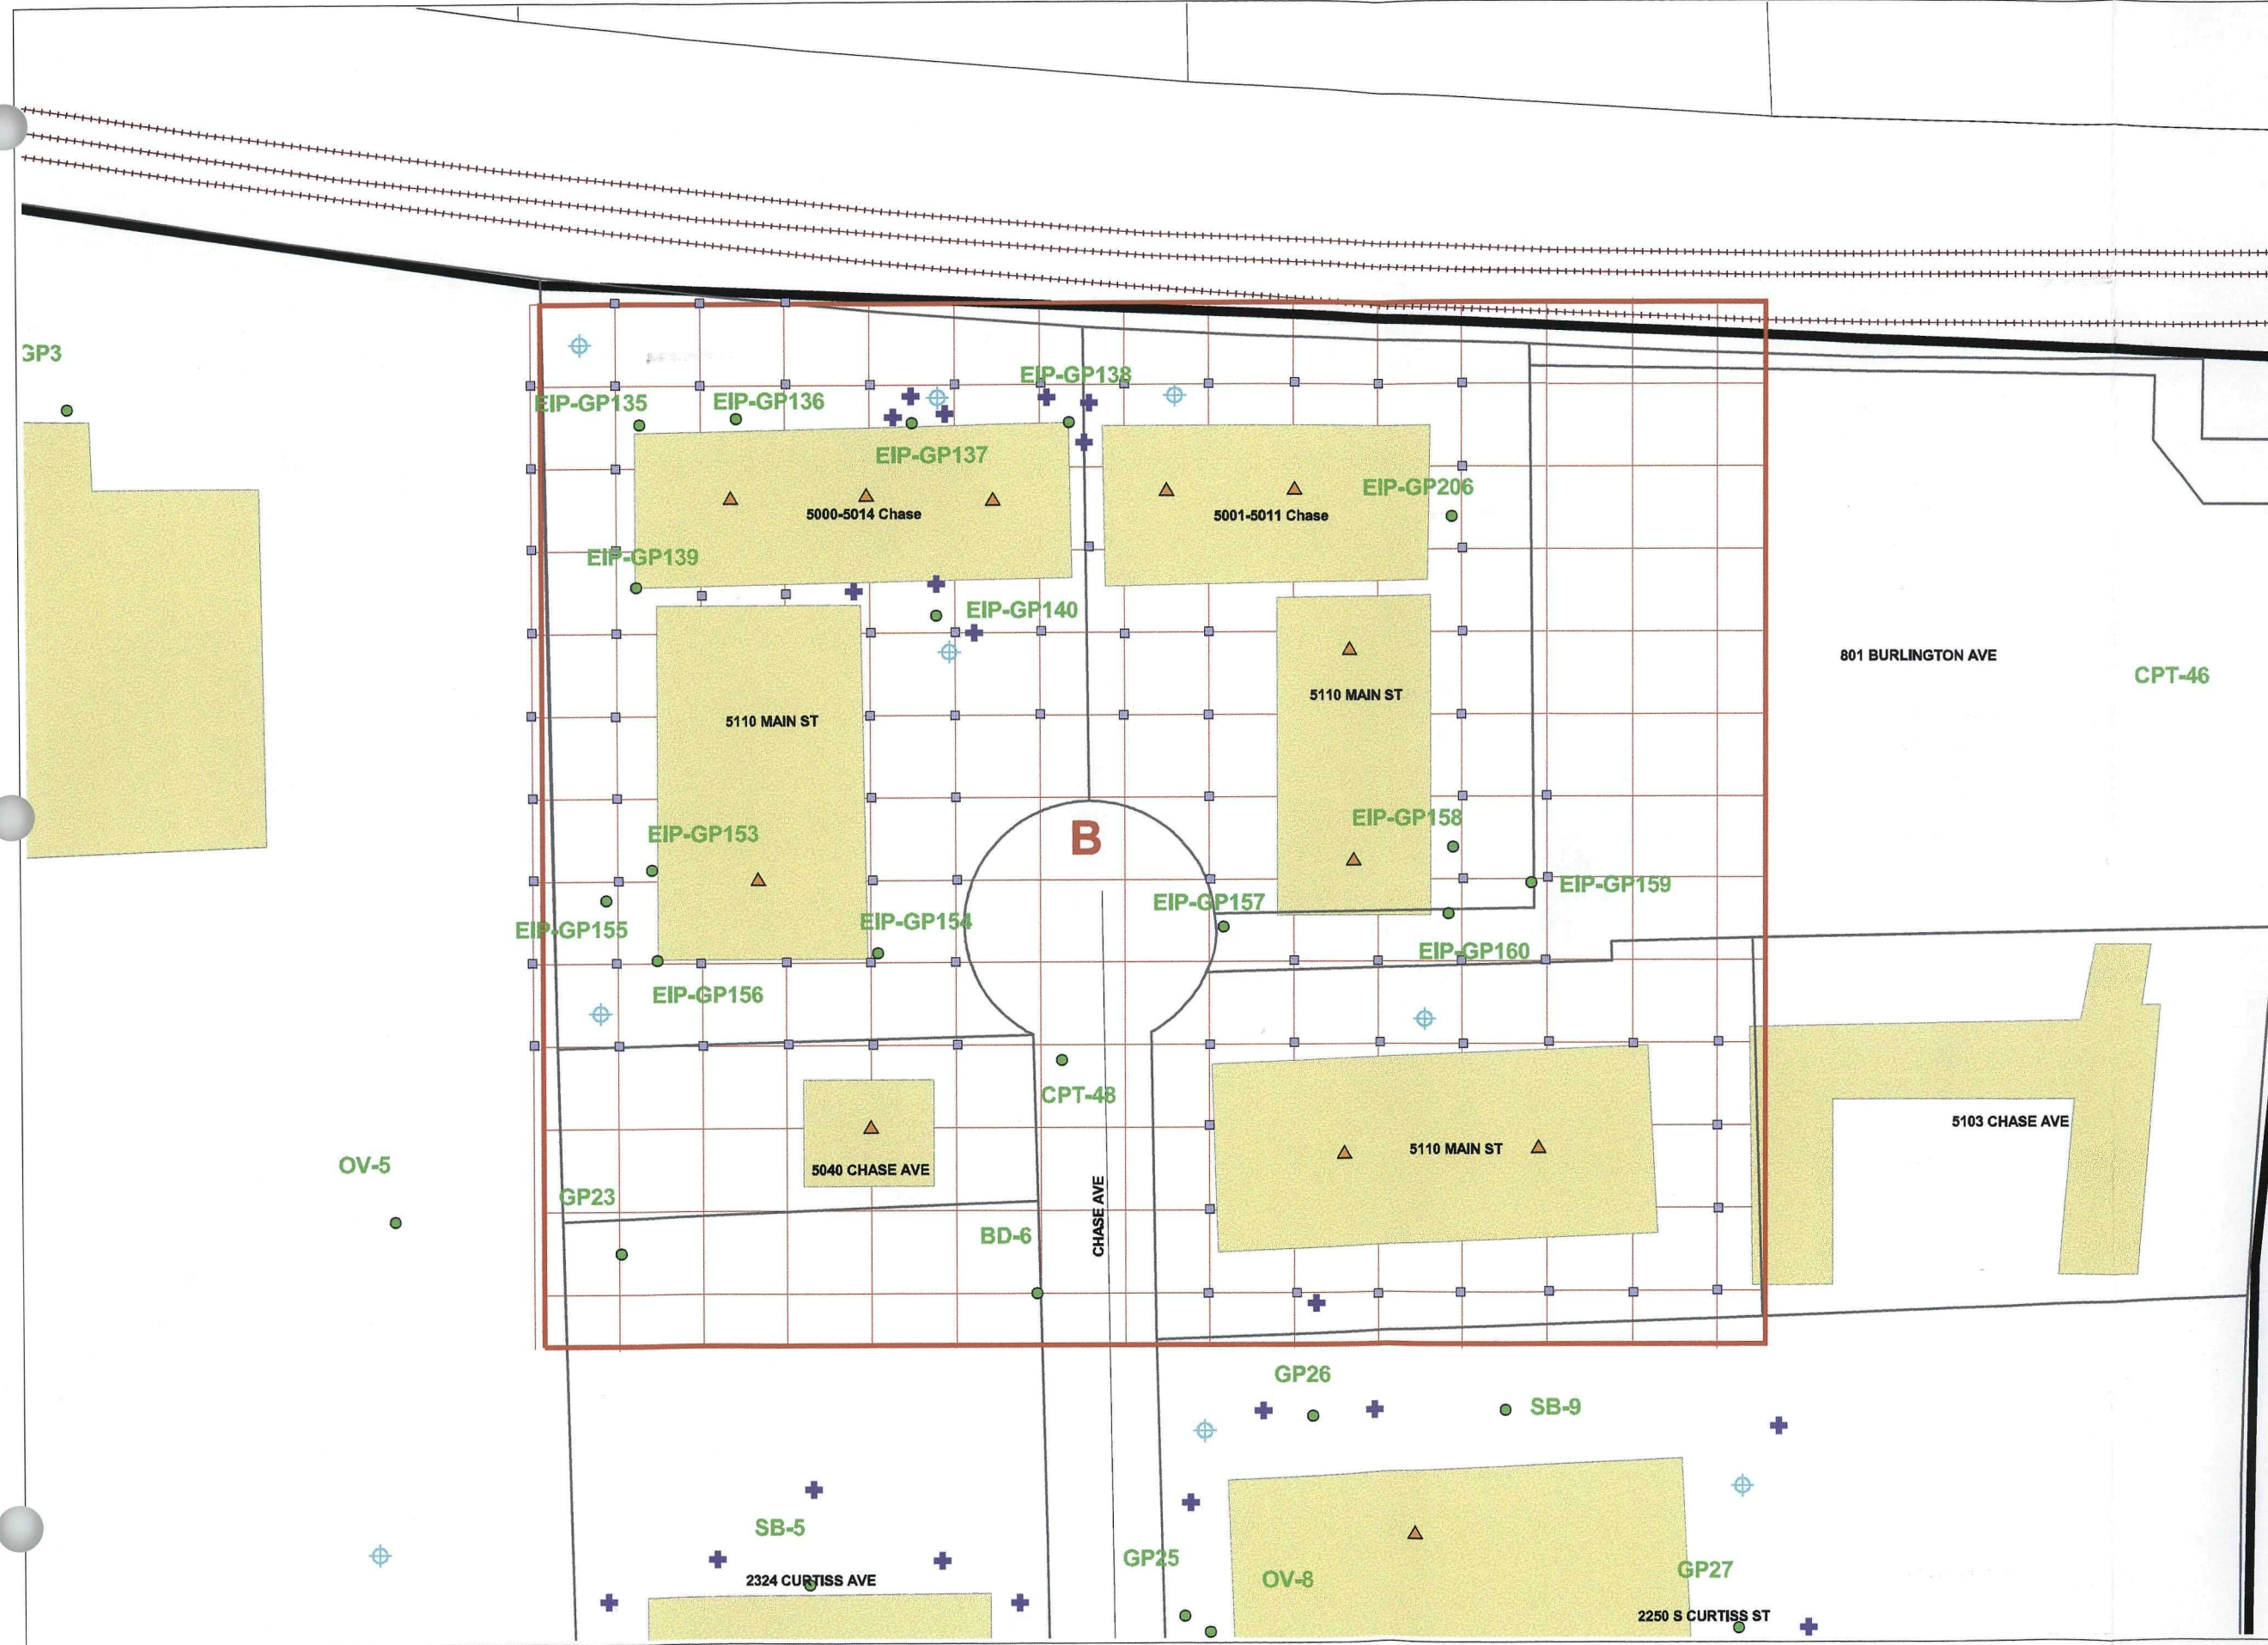 GP3
EIP-GP138
EIP-GP135
EIP-GP136
EIP-GP137
EIP-GP206
5000-5014 Chase
5001-5011 Chase
EIP-GP139
EIP-GP140
801 BURLINGTON AVE
CPT-46
5110 MAIN ST
5110 MAIN ST
EIP-GP158
EIP-GP153
B
EIP-GP159
EIP-GP157
EIP-GP154
EIP-GP155
EIP-GP160
EIP-GP156
CPT-48
5103 CHASE AVE
5110 MAIN ST
OV-5
5040 CHASE AVE
GP23
CHASE AVE
BD-6
GP26
SB-9
SB-5
GP25
GP27
OV-8
2324 CURTISS AVE
2250 S CURTISS ST